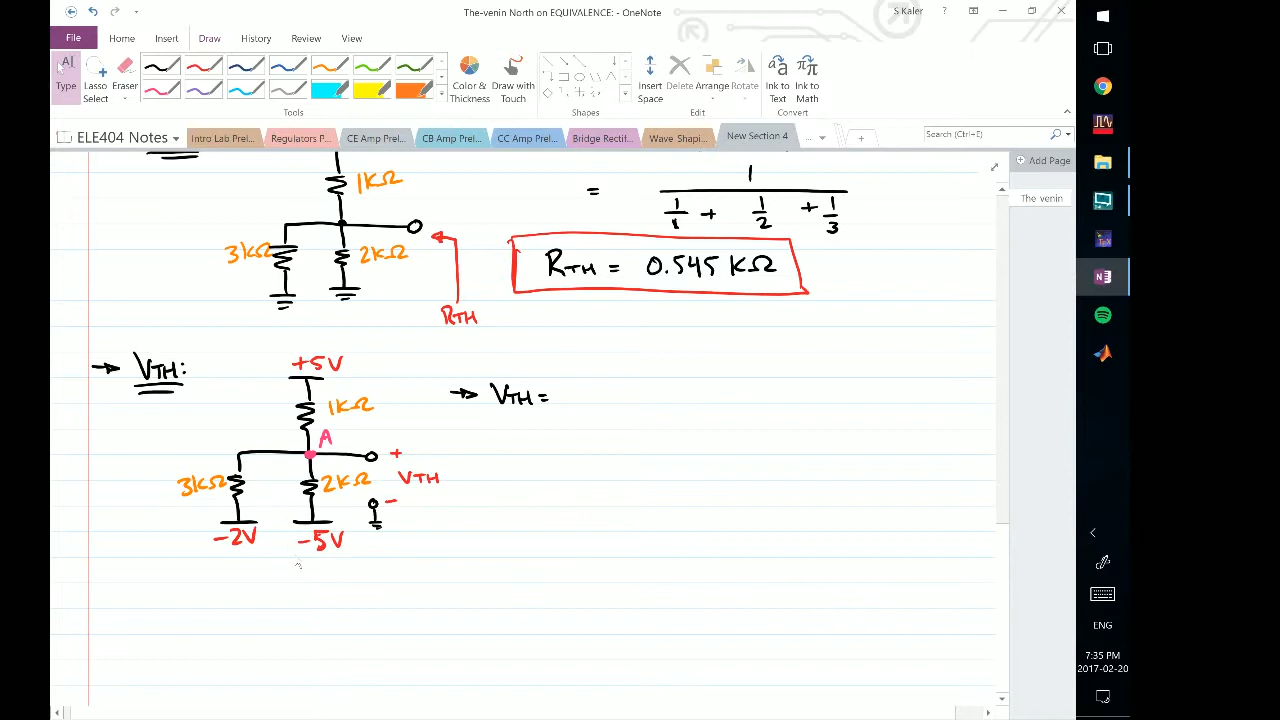 The-venin North on EQUIVALENCE: - OneNote
S Kaler
?
File
Home
Insert
Draw
History
Review
View
Type
Lasso Select
Eraser
Color & Thickness
Draw with Touch
Insert Space
Delete
Arrange
Rotate
Ink to Text
Ink to Math
Tools
Shapes
Edit
Convert
ELE404 Notes
Intro Lab Prel...
Regulators P...
CE Amp Prel...
CB Amp Prel...
CC Amp Prel...
Bridge Rectif...
Wave Shapi...
New Section 4
...
Search (Ctrl+E)
Add Page
The venin
1KΩ
3KΩ
2KΩ
RTH
= 1
1/1 + 1/2 + 1/3
RTH = 0.545 KΩ
→ VTH:
+5V
1KΩ
A
3KΩ
2KΩ
+
VTH
-
-2V
-5V
→ VTH =
ENG
7:35 PM
2017-02-20